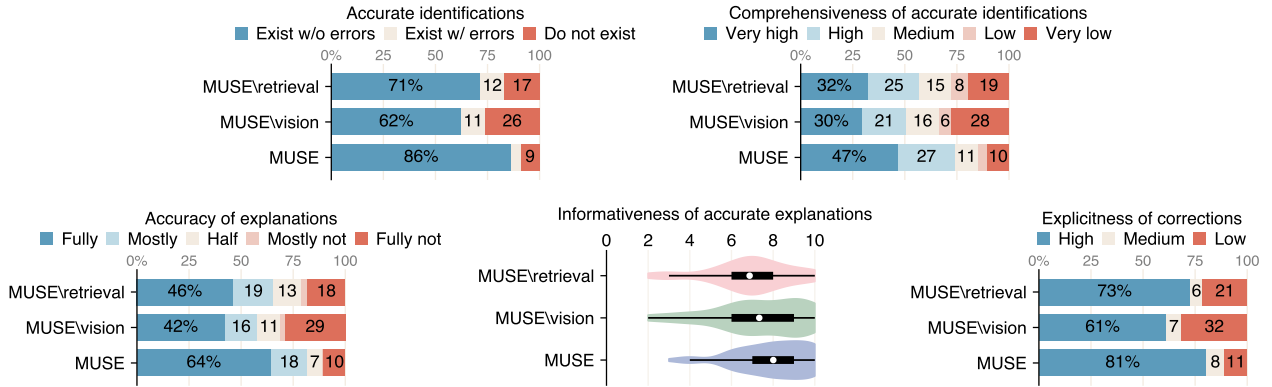 Accurate identifications
Exist w/o errors Exist w/ errors Do not exist
0% 25 50 75 100
MUSE\retrieval 71% 12 17
MUSE\vision 62% 11 26
MUSE 86% 9
Comprehensiveness of accurate identifications
Very high High Medium Low Very low
0% 25 50 75 100
MUSE\retrieval 32% 25 15 8 19
MUSE\vision 30% 21 16 6 28
MUSE 47% 27 11 10
Accuracy of explanations
Fully Mostly Half Mostly not Fully not
0% 25 50 75 100
MUSE\retrieval 46% 19 13 18
MUSE\vision 42% 16 11 29
MUSE 64% 18 7 10
Informativeness of accurate explanations
0 2 4 6 8 10
MUSE\retrieval
MUSE\vision
MUSE
Explicitness of corrections
High Medium Low
0% 25 50 75 100
MUSE\retrieval 73% 6 21
MUSE\vision 61% 7 32
MUSE 81% 8 11